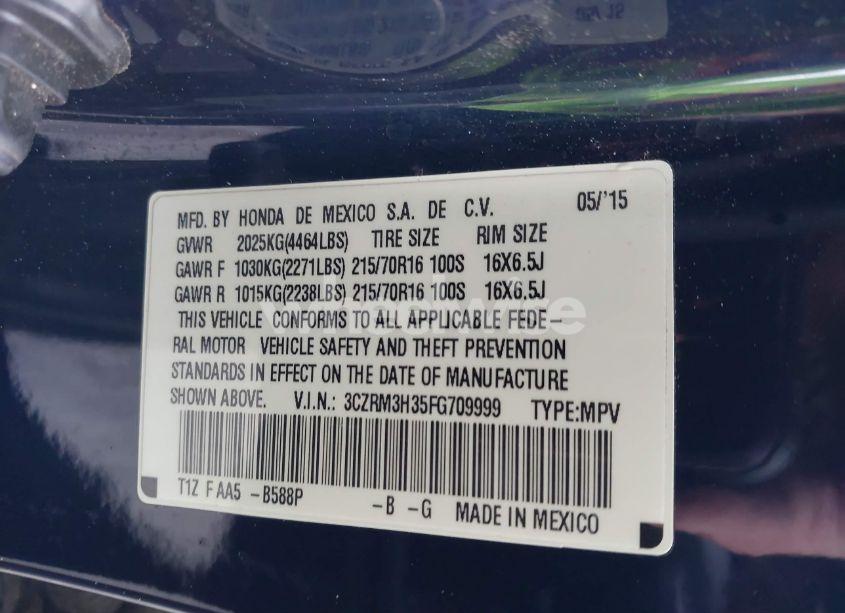 MFD. BY HONDA DE MEXICO S.A. DE C.V. 05/'15
GVWR 2025KG(4464LBS) TIRE SIZE RIM SIZE
GAWR F 1030KG(2271LBS) 215/70R16 100S 16X6.5J
GAWR R 1015KG(2238LBS) 215/70R16 100S 16X6.5J
THIS VEHICLE CONFORMS TO ALL APPLICABLE FEDE-
RAL MOTOR VEHICLE SAFETY AND THEFT PREVENTION
STANDARDS IN EFFECT ON THE DATE OF MANUFACTURE
SHOWN ABOVE. V.I.N.: 3CZRM3H35FG709999 TYPE:MPV
T1Z F AA5 -B588P -B -G MADE IN MEXICO